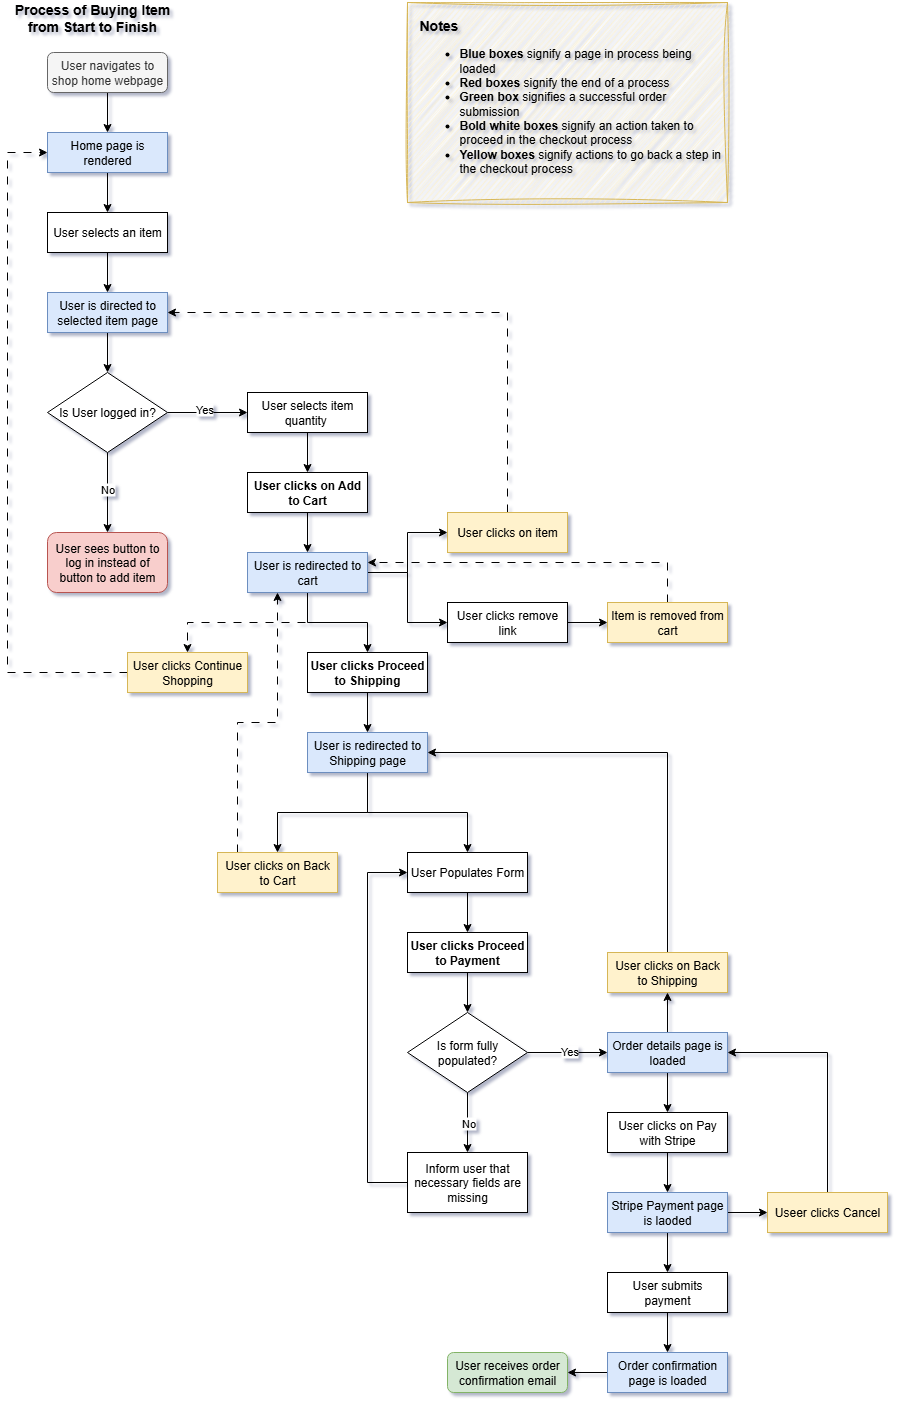 Process of Buying Item
from Start to Finish
Notes
• Blue boxes signify a page in process being
loaded
• Red boxes signify the end of a process
• Green box signifies a successful order
submission
• Bold white boxes signify an action taken to
proceed in the checkout process
• Yellow boxes signify actions to go back a step in
the checkout process
User navigates to
shop home webpage
Home page is
rendered
User selects an item
User is directed to
selected item page
Is User logged in?
Yes
User selects item
quantity
User clicks on Add
to Cart
No
User sees button to
log in instead of
button to add item
User clicks on item
User is redirected to
cart
User clicks remove
link
Item is removed from
cart
User clicks Continue
Shopping
User clicks Proceed
to Shipping
User is redirected to
Shipping page
User clicks on Back
to Cart
User Populates Form
User clicks Proceed
to Payment
User clicks on Back
to Shipping
Is form fully
populated?
Yes
Order details page is
loaded
No
User clicks on Pay
with Stripe
Inform user that
necessary fields are
missing
Stripe Payment page
is laoded
Useer clicks Cancel
User submits
payment
User receives order
confirmation email
Order confirmation
page is loaded